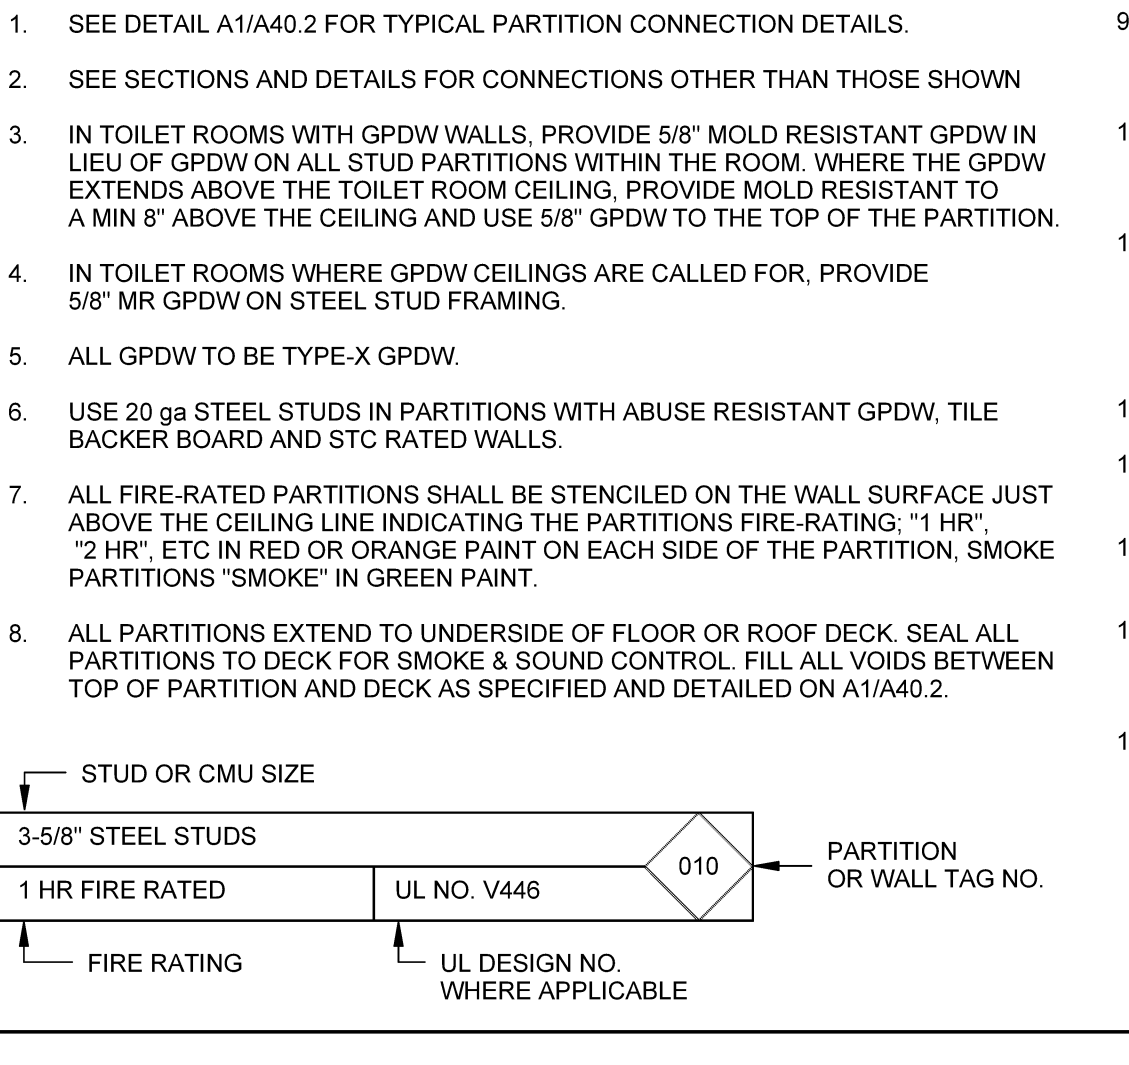 1. SEE DETAIL A1/A40.2 FOR TYPICAL PARTITION CONNECTION DETAILS.
2. SEE SECTIONS AND DETAILS FOR CONNECTIONS OTHER THAN THOSE SHOWN
3. IN TOILET ROOMS WITH GPDW WALLS, PROVIDE 5/8" MOLD RESISTANT GPDW IN
LIEU OF GPDW ON ALL STUD PARTITIONS WITHIN THE ROOM. WHERE THE GPDW
EXTENDS ABOVE THE TOILET ROOM CEILING, PROVIDE MOLD RESISTANT TO
A MIN 8" ABOVE THE CEILING AND USE 5/8" GPDW TO THE TOP OF THE PARTITION.
4. IN TOILET ROOMS WHERE GPDW CEILINGS ARE CALLED FOR, PROVIDE
5/8" MR GPDW ON STEEL STUD FRAMING.
5. ALL GPDW TO BE TYPE-X GPDW.
6. USE 20 ga STEEL STUDS IN PARTITIONS WITH ABUSE RESISTANT GPDW, TILE
BACKER BOARD AND STC RATED WALLS.
7. ALL FIRE-RATED PARTITIONS SHALL BE STENCILED ON THE WALL SURFACE JUST
ABOVE THE CEILING LINE INDICATING THE PARTITIONS FIRE-RATING; "1 HR",
"2 HR", ETC IN RED OR ORANGE PAINT ON EACH SIDE OF THE PARTITION, SMOKE
PARTITIONS "SMOKE" IN GREEN PAINT.
8. ALL PARTITIONS EXTEND TO UNDERSIDE OF FLOOR OR ROOF DECK. SEAL ALL
PARTITIONS TO DECK FOR SMOKE & SOUND CONTROL. FILL ALL VOIDS BETWEEN
TOP OF PARTITION AND DECK AS SPECIFIED AND DETAILED ON A1/A40.2.
STUD OR CMU SIZE
3-5/8" STEEL STUDS
1 HR FIRE RATED
UL NO. V446
010
PARTITION
OR WALL TAG NO.
FIRE RATING
UL DESIGN NO.
WHERE APPLICABLE
9
1
1
1
1
1
1
1